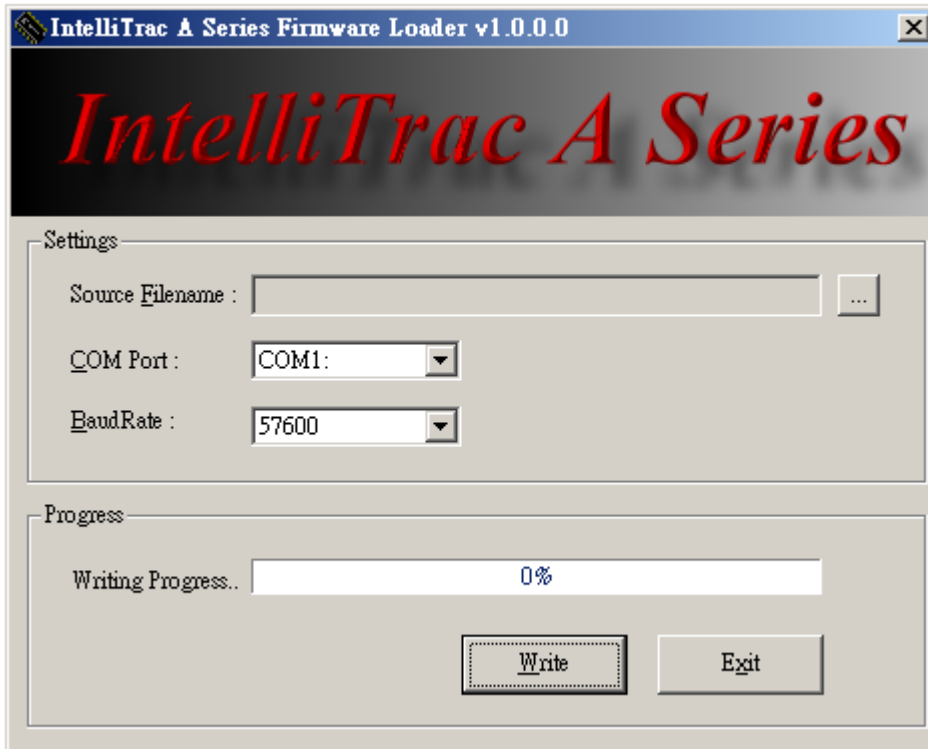 IntelliTrac A Series Firmware Loader v1.0.0.0
IntelliTrac A Series
Settings
Source Filename : ...
COM Port : COM1:
BaudRate : 57600
Progress
Writing Progress.. 0%
Write Exit